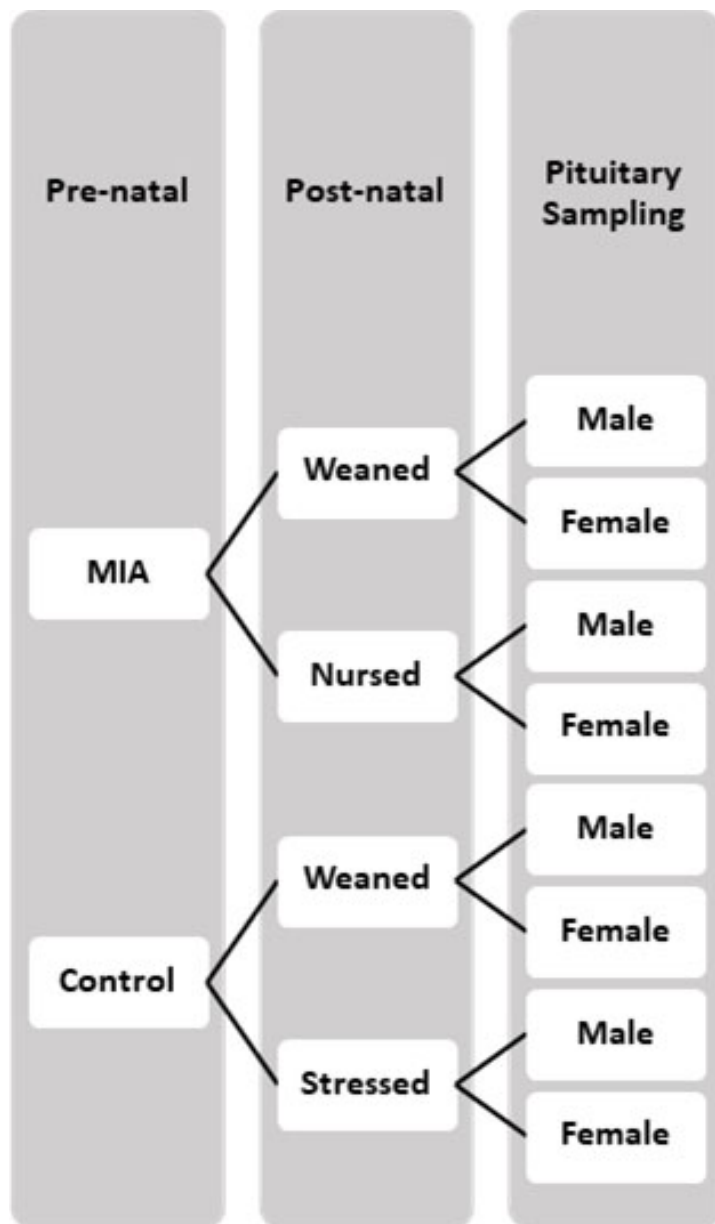 Pre-natal
Post-natal
Pituitary
Sampling
MIA
Control
Weaned
Nursed
Weaned
Stressed
Male
Female
Male
Female
Male
Female
Male
Female